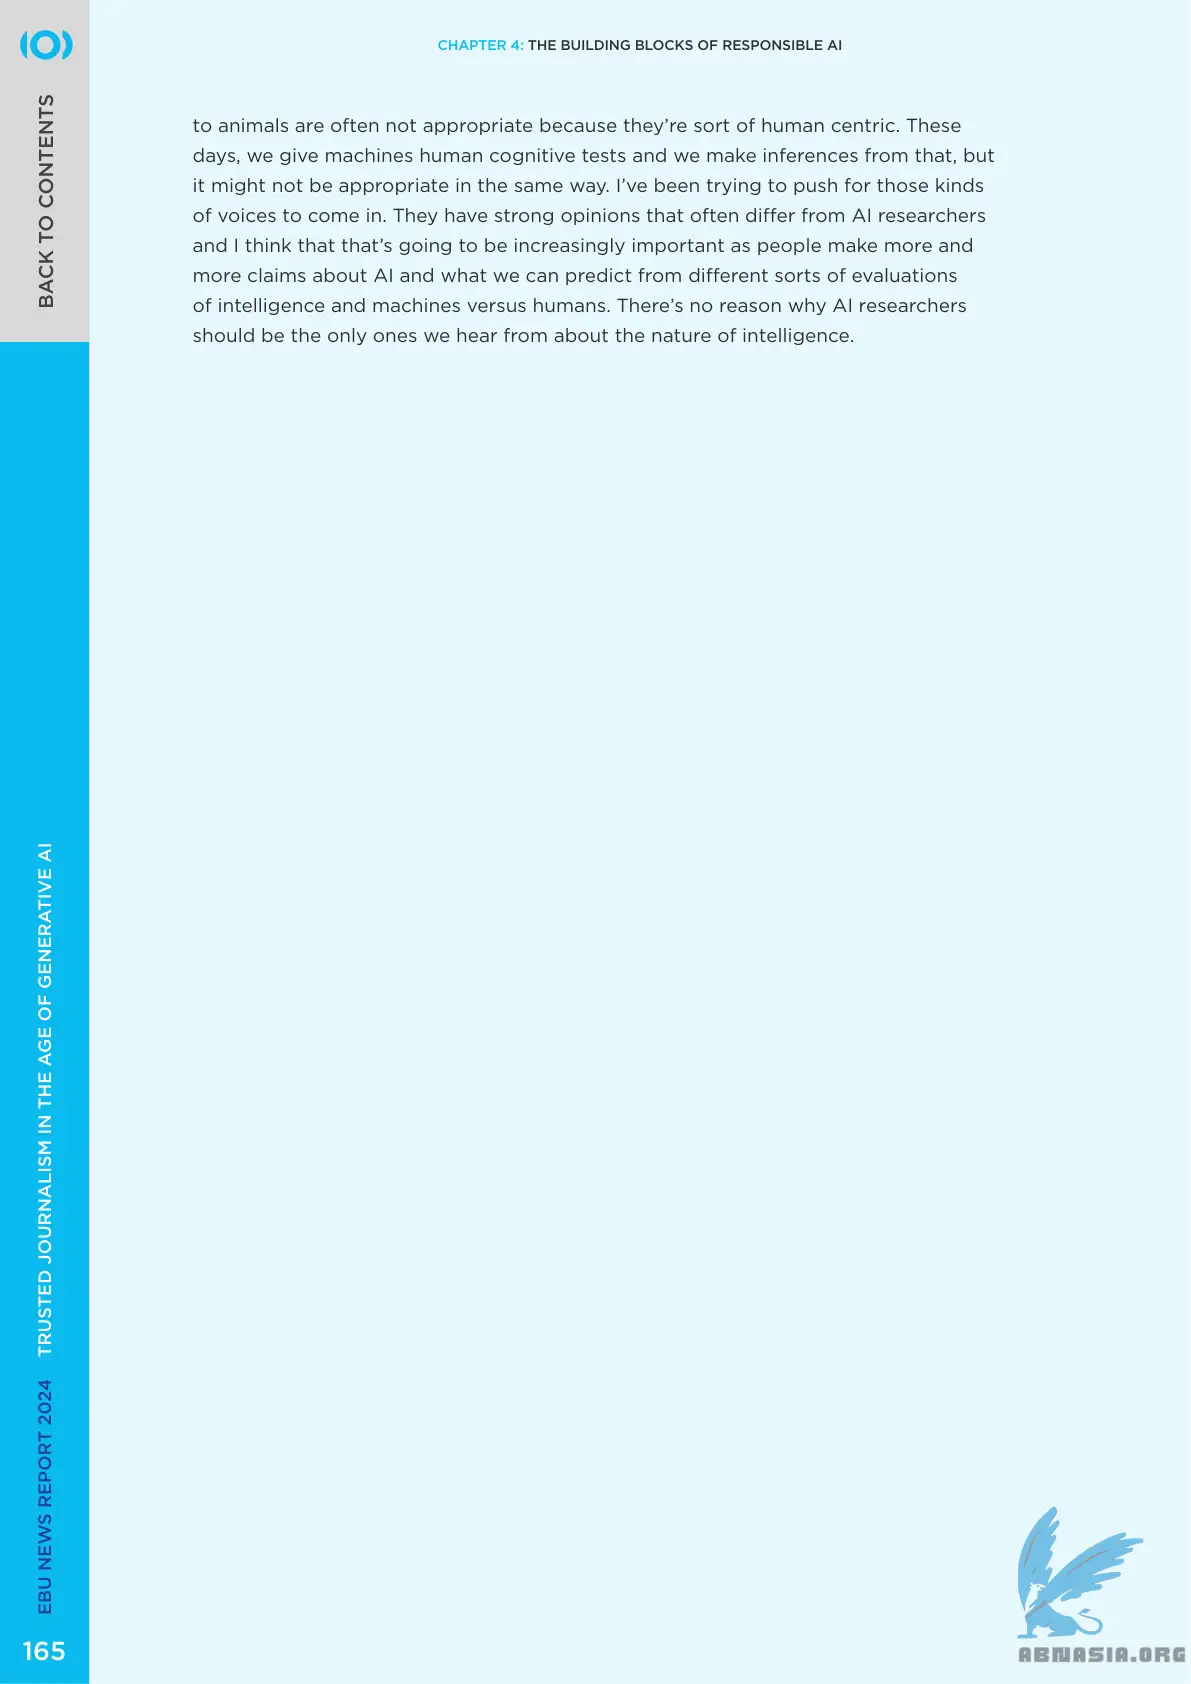 CHAPTER 4: THE BUILDING BLOCKS OF RESPONSIBLE AI
BACK TO CONTENTS
to animals are often not appropriate because they’re sort of human centric. These
days, we give machines human cognitive tests and we make inferences from that, but
it might not be appropriate in the same way. I’ve been trying to push for those kinds
of voices to come in. They have strong opinions that often differ from AI researchers
and I think that that’s going to be increasingly important as people make more and
more claims about AI and what we can predict from different sorts of evaluations
of intelligence and machines versus humans. There’s no reason why AI researchers
should be the only ones we hear from about the nature of intelligence.
EBU NEWS REPORT 2024 TRUSTED JOURNALISM IN THE AGE OF GENERATIVE AI
165
ABNASIA.ORG